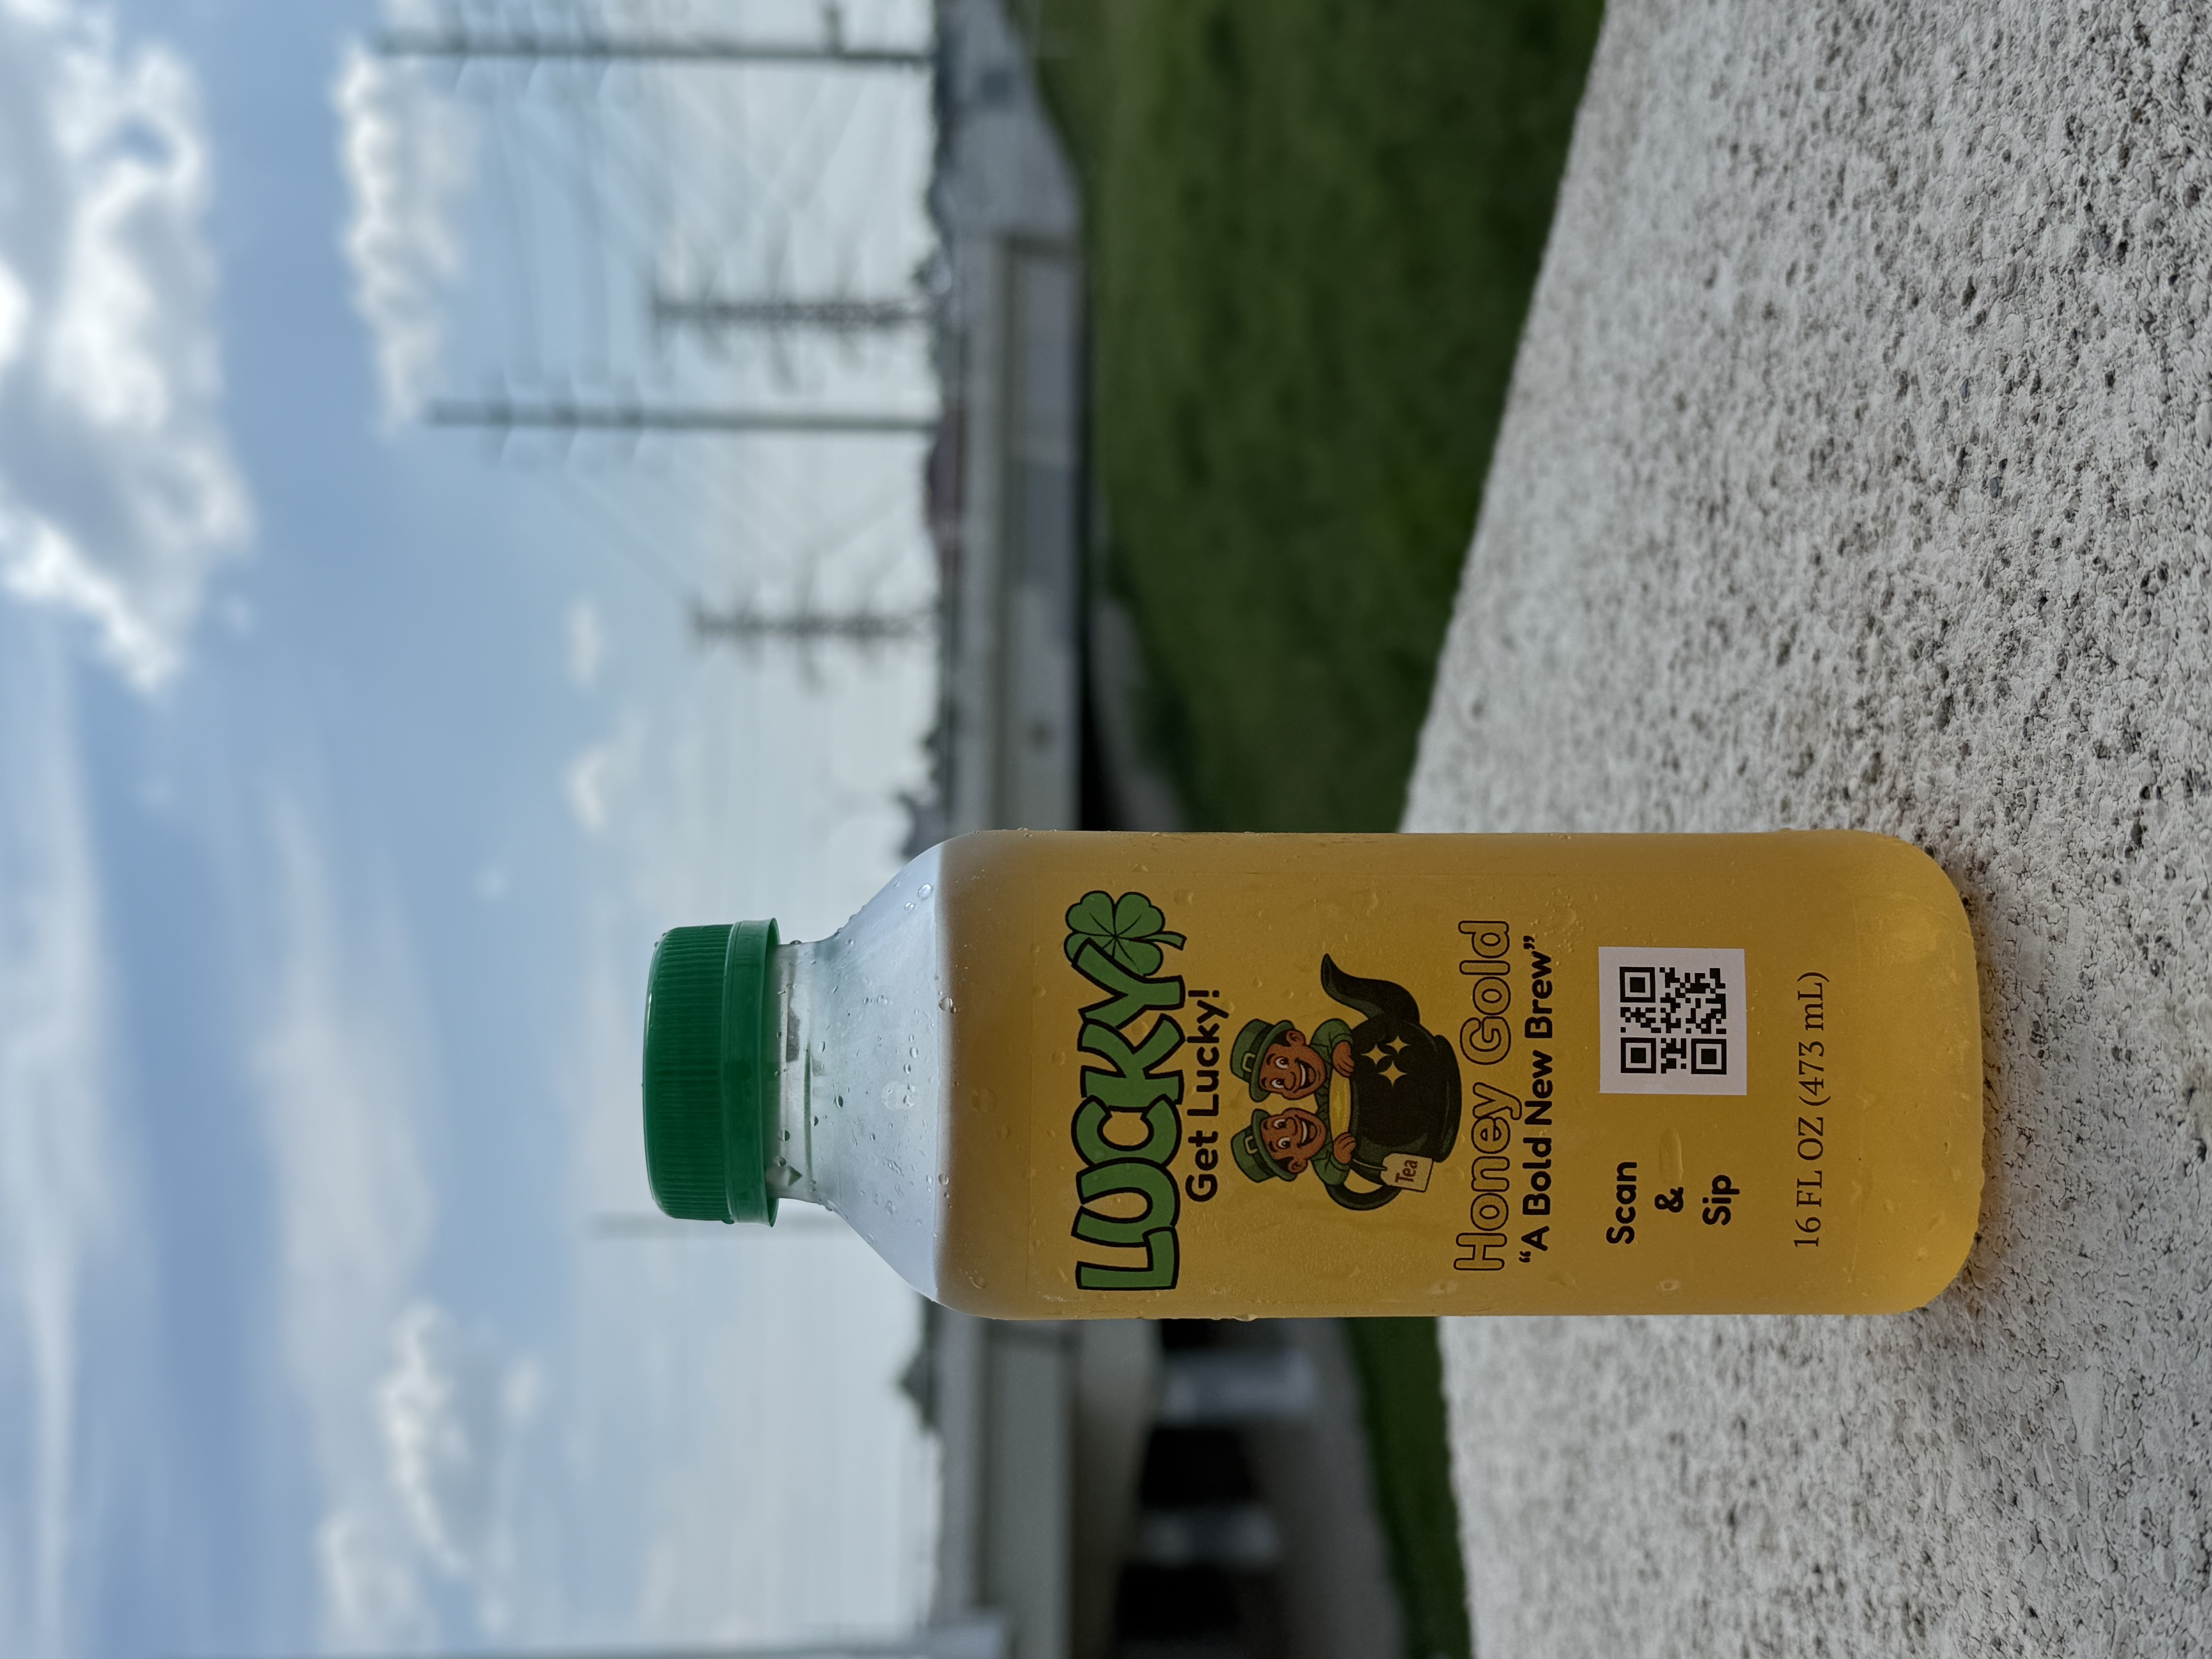 LUCKY
Get Lucky!
Tea
Honey Gold
“A Bold New Brew”
Scan
&
Sip
16 FL OZ (473 mL)